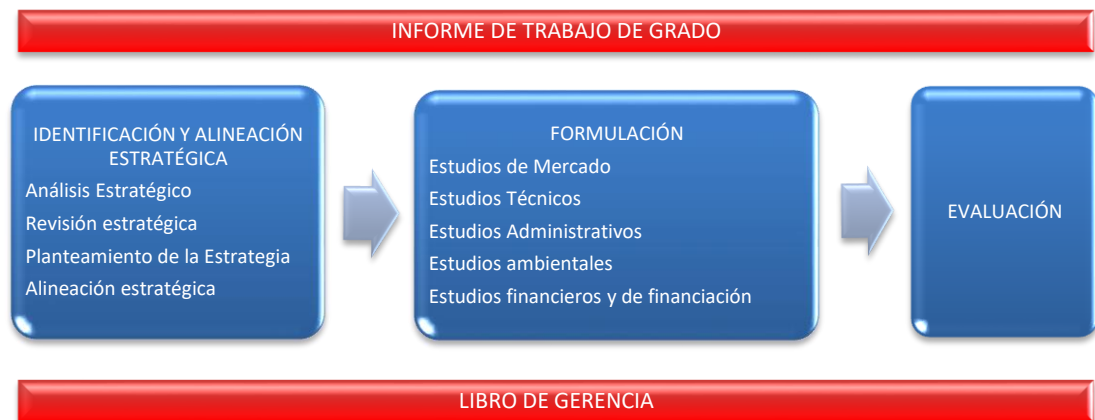 INFORME DE TRABAJO DE GRADO
IDENTIFICACIÓN Y ALINEACIÓN
ESTRATÉGICA
Análisis Estratégico
Revisión estratégica
Planteamiento de la Estrategia
Alineación estratégica
FORMULACIÓN
Estudios de Mercado
Estudios Técnicos
Estudios Administrativos
Estudios ambientales
Estudios financieros y de financiación
EVALUACIÓN
LIBRO DE GERENCIA